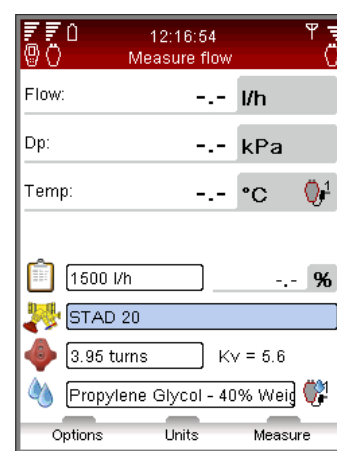 12:16:54
Measure flow
Flow: -.- l/h
Dp: -.- kPa
Temp: -.- °C 1
1500 l/h -.- %
STAD 20
3.95 turns Kv = 5.6
Propylene Glycol - 40% Weig
Options Units Measure